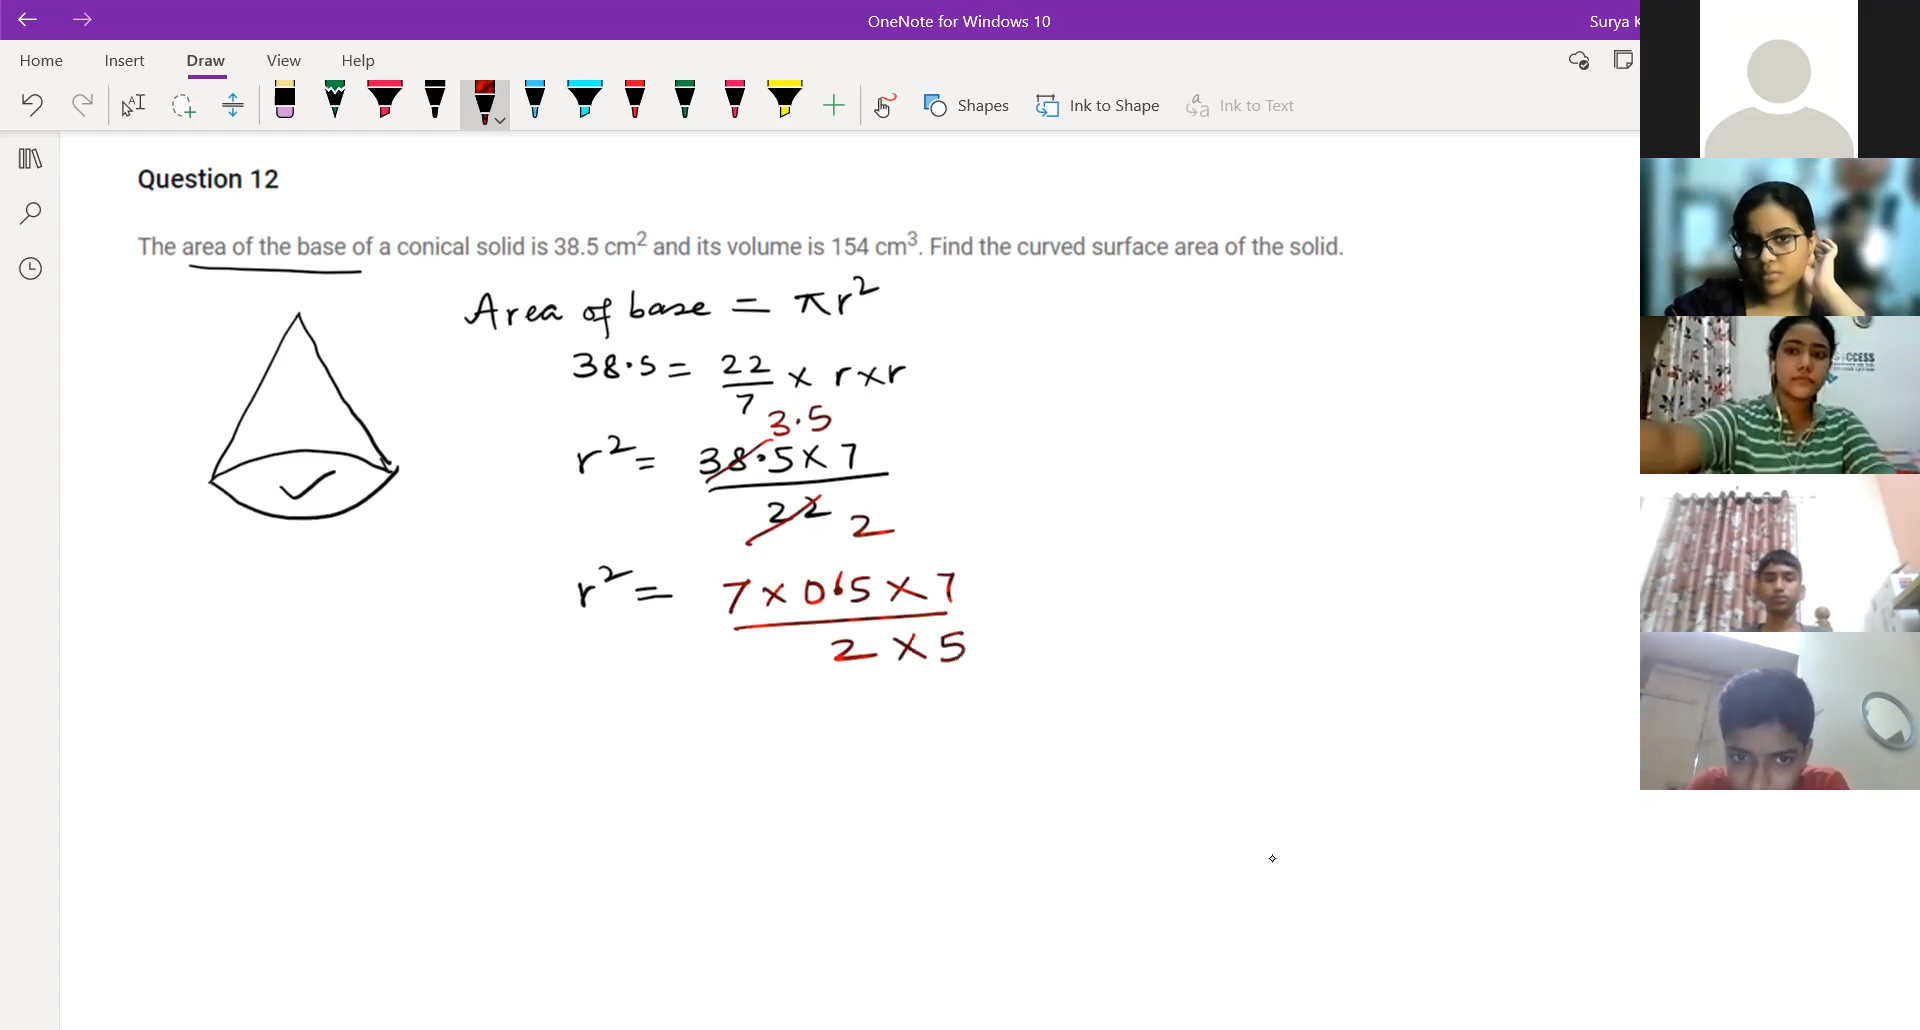 OneNote for Windows 10
Surya K
Home Insert Draw View Help
Shapes Ink to Shape Ink to Text
Question 12
The area of the base of a conical solid is 38.5 cm² and its volume is 154 cm³. Find the curved surface area of the solid.
Area of base = πr²
38.5 = 22/7 × r×r
3.5
r² = 38.5×7
22 2
r² = 7×0.5×7
2×5
CCESS